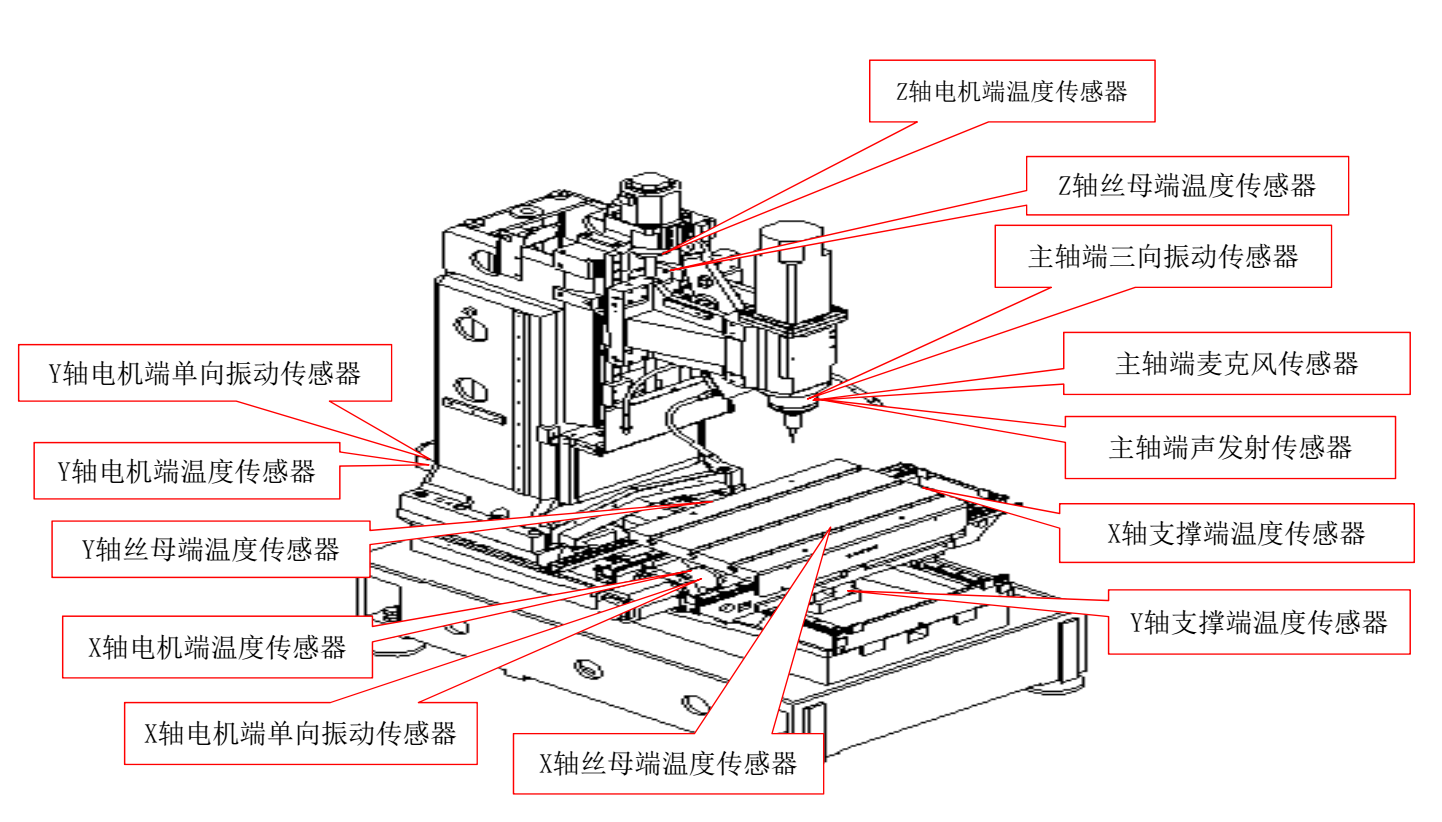 Z轴电机端温度传感器
Z轴丝母端温度传感器
主轴端三向振动传感器
主轴端麦克风传感器
Y轴电机端单向振动传感器
主轴端声发射传感器
Y轴电机端温度传感器
X轴支撑端温度传感器
Y轴丝母端温度传感器
Y轴支撑端温度传感器
X轴电机端温度传感器
X轴电机端单向振动传感器
X轴丝母端温度传感器